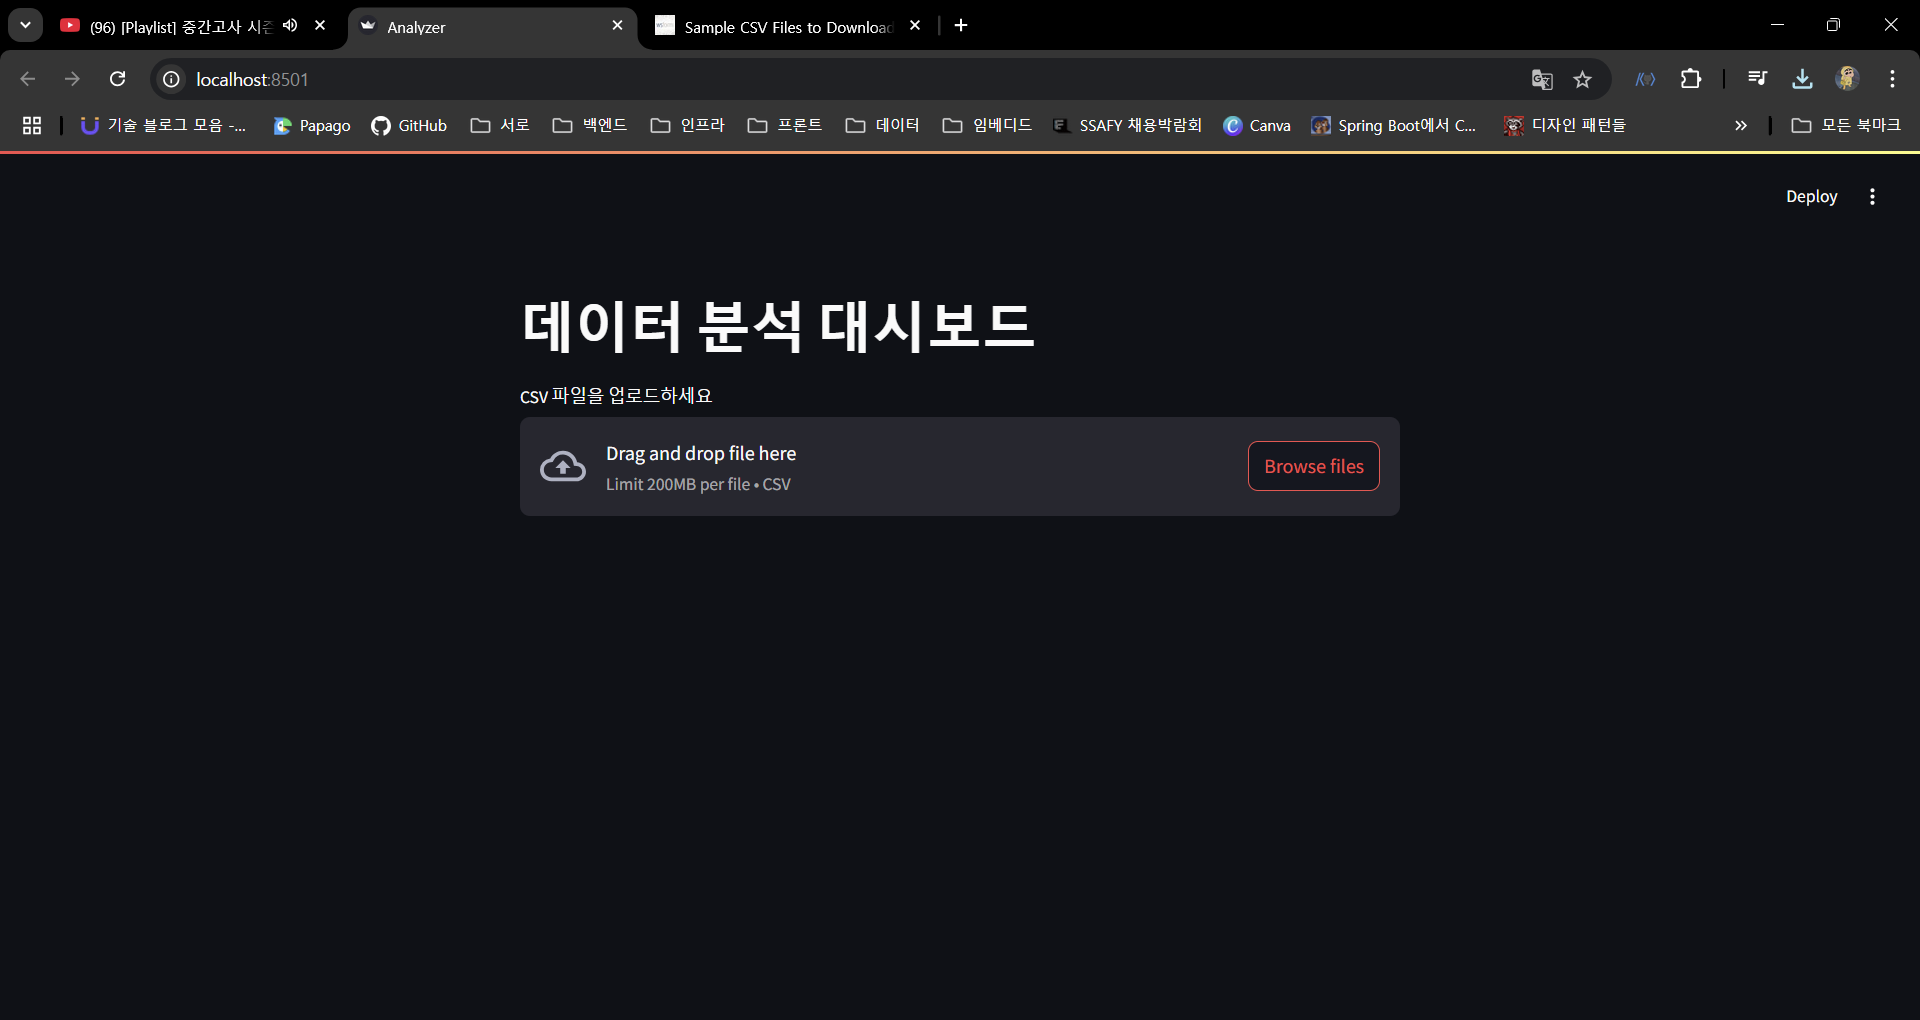 (96) [Playlist] 중간고사 시즌
Analyzer
Sample CSV Files to Download
localhost:8501
기술 블로그 모음 -...
Papago
GitHub
서로
백엔드
인프라
프론트
데이터
임베디드
SSAFY 채용박람회
Canva
Spring Boot에서 C...
디자인 패턴들
모든 북마크
Deploy
데이터 분석 대시보드
CSV 파일을 업로드하세요
Drag and drop file here
Limit 200MB per file • CSV
Browse files